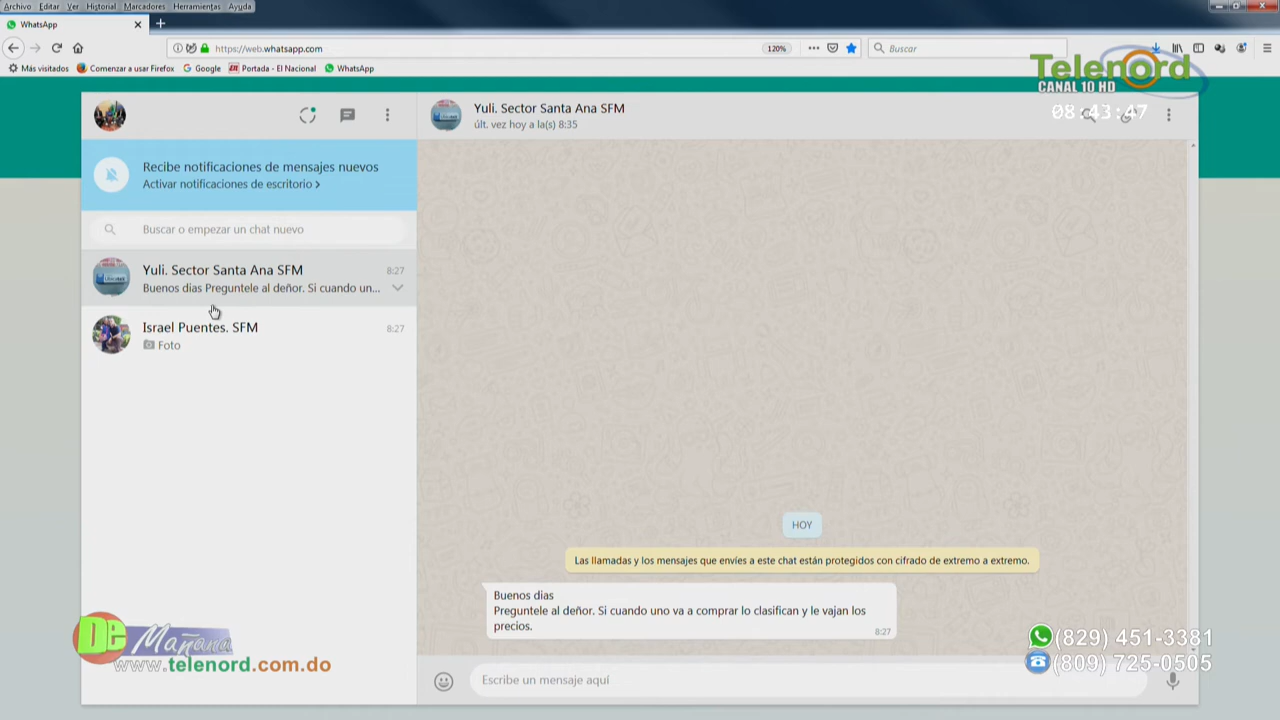 Archivo Editar Ver Historial Marcadores Herramientas Ayuda
WhatsApp
https://web.whatsapp.com
120%
Buscar
Más visitados
Comenzar a usar Firefox
Google
Portada - El Nacional
WhatsApp
Telenord
CANAL 10 HD
08:43:47
Yuli. Sector Santa Ana SFM
últ. vez hoy a la(s) 8:35
Recibe notificaciones de mensajes nuevos
Activar notificaciones de escritorio >
Buscar o empezar un chat nuevo
Yuli. Sector Santa Ana SFM
8:27
Buenos dias Preguntele al deñor. Si cuando un...
Israel Puentes. SFM
8:27
Foto
HOY
Las llamadas y los mensajes que envíes a este chat están protegidos con cifrado de extremo a extremo.
Buenos dias
Preguntele al deñor. Si cuando uno va a comprar lo clasifican y le vajan los
precios.
8:27
De Mañana
www.telenord.com.do
(829) 451-3381
(809) 725-0505
Escribe un mensaje aquí